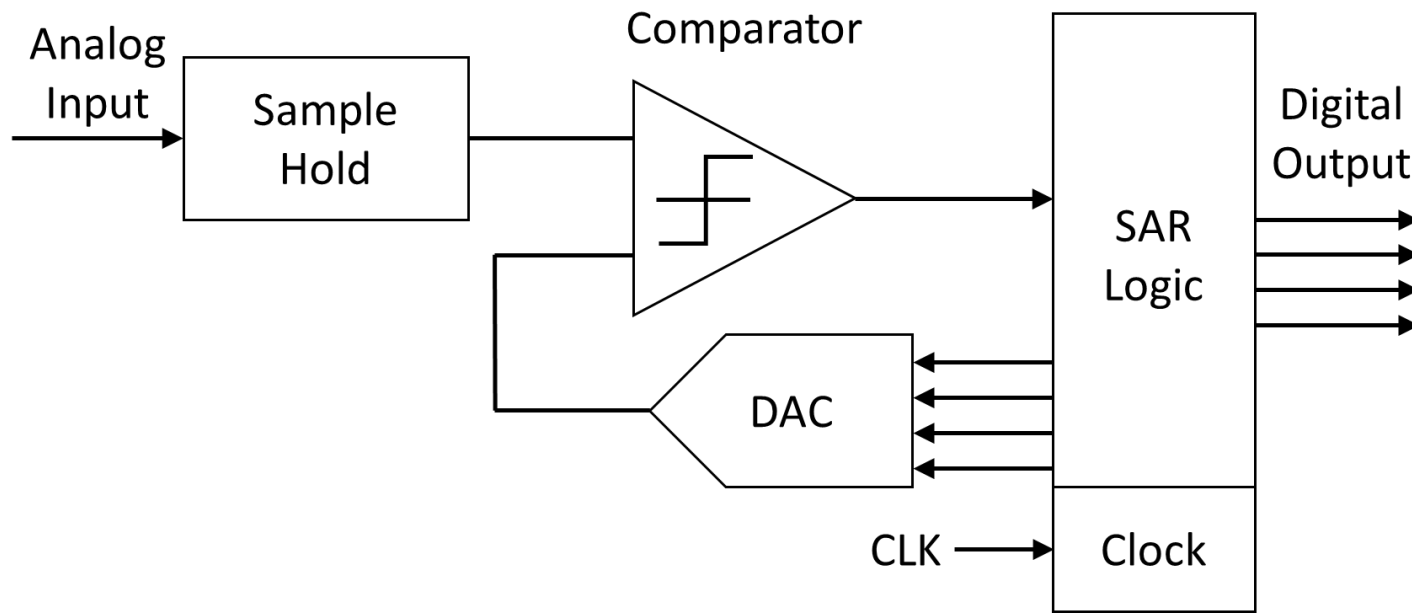 Analog
Input
Sample
Hold
Comparator
SAR
Logic
Digital
Output
DAC
CLK
Clock